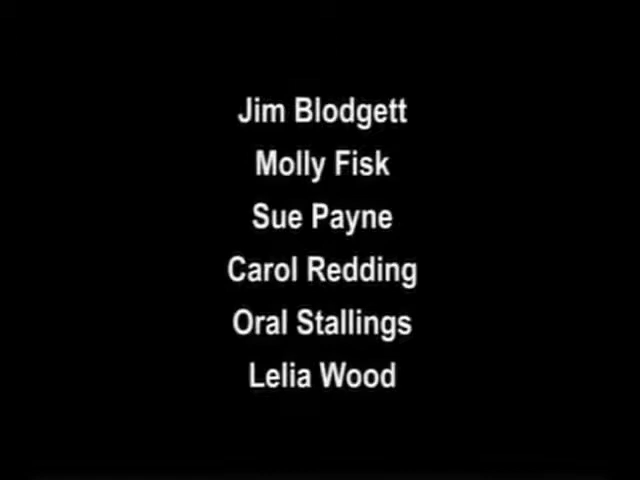 Jim Blodgett
Molly Fisk
Sue Payne
Carol Redding
Oral Stallings
Lelia Wood